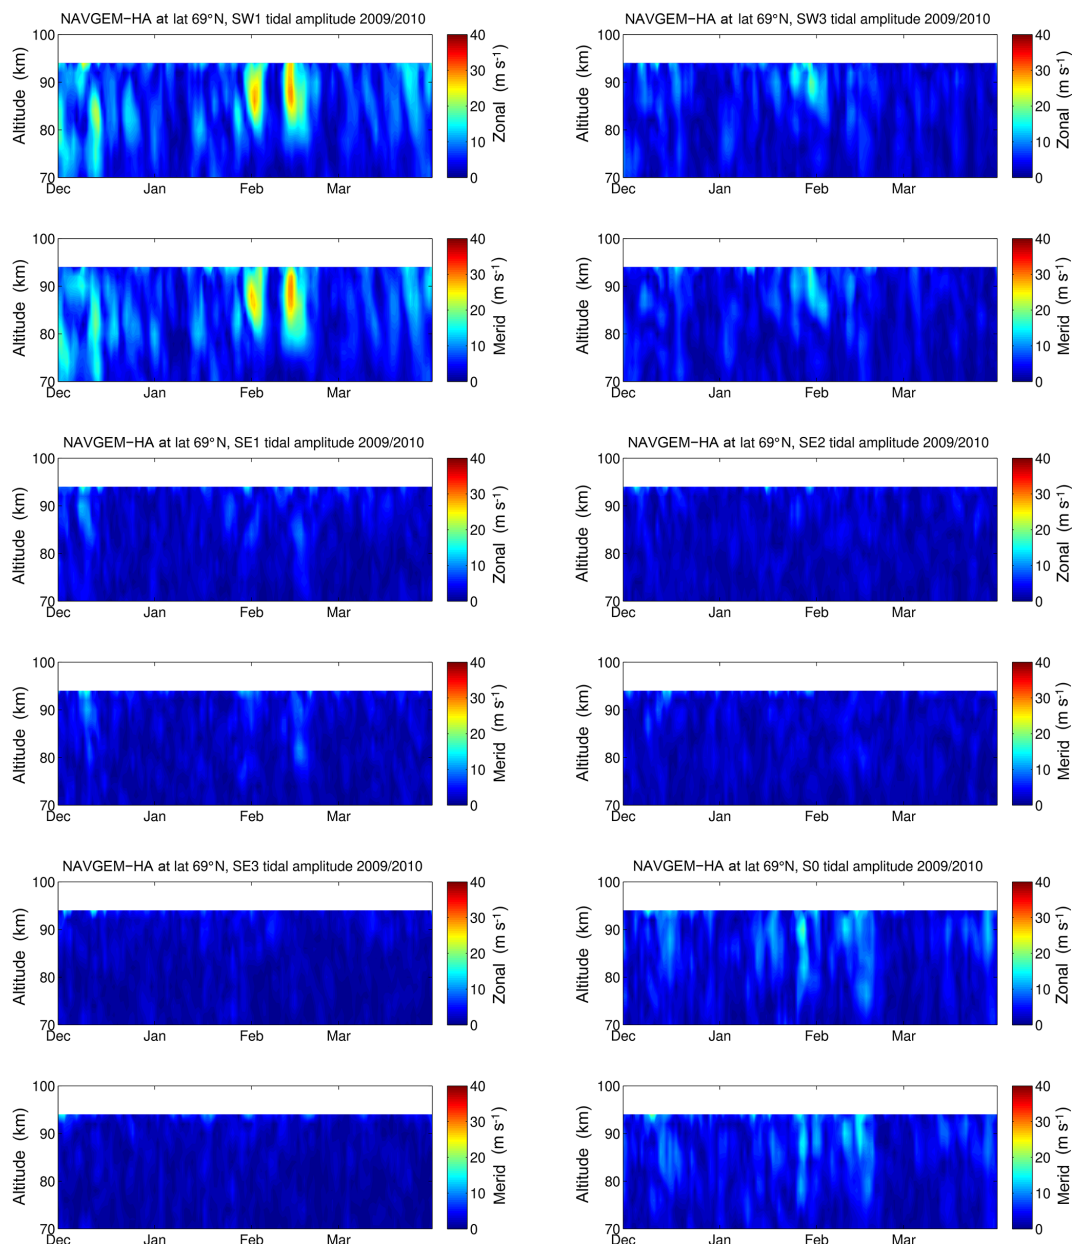 NAVGEM−HA at lat 69°N, SW1 tidal amplitude 2009/2010
100
90
80
70
Altitude (km)
Dec
Jan
Feb
Mar
40
30
20
10
0
Zonal (m s-1)
100
90
80
70
Altitude (km)
Dec
Jan
Feb
Mar
40
30
20
10
0
Merid (m s-1)
NAVGEM−HA at lat 69°N, SW3 tidal amplitude 2009/2010
100
90
80
70
Altitude (km)
Dec
Jan
Feb
Mar
40
30
20
10
0
Zonal (m s-1)
100
90
80
70
Altitude (km)
Dec
Jan
Feb
Mar
40
30
20
10
0
Merid (m s-1)
NAVGEM−HA at lat 69°N, SE1 tidal amplitude 2009/2010
100
90
80
70
Altitude (km)
Dec
Jan
Feb
Mar
40
30
20
10
0
Zonal (m s-1)
100
90
80
70
Altitude (km)
Dec
Jan
Feb
Mar
40
30
20
10
0
Merid (m s-1)
NAVGEM−HA at lat 69°N, SE2 tidal amplitude 2009/2010
100
90
80
70
Altitude (km)
Dec
Jan
Feb
Mar
40
30
20
10
0
Zonal (m s-1)
100
90
80
70
Altitude (km)
Dec
Jan
Feb
Mar
40
30
20
10
0
Merid (m s-1)
NAVGEM−HA at lat 69°N, SE3 tidal amplitude 2009/2010
100
90
80
70
Altitude (km)
Dec
Jan
Feb
Mar
40
30
20
10
0
Zonal (m s-1)
100
90
80
70
Altitude (km)
Dec
Jan
Feb
Mar
40
30
20
10
0
Merid (m s-1)
NAVGEM−HA at lat 69°N, S0 tidal amplitude 2009/2010
100
90
80
70
Altitude (km)
Dec
Jan
Feb
Mar
40
30
20
10
0
Zonal (m s-1)
100
90
80
70
Altitude (km)
Dec
Jan
Feb
Mar
40
30
20
10
0
Merid (m s-1)